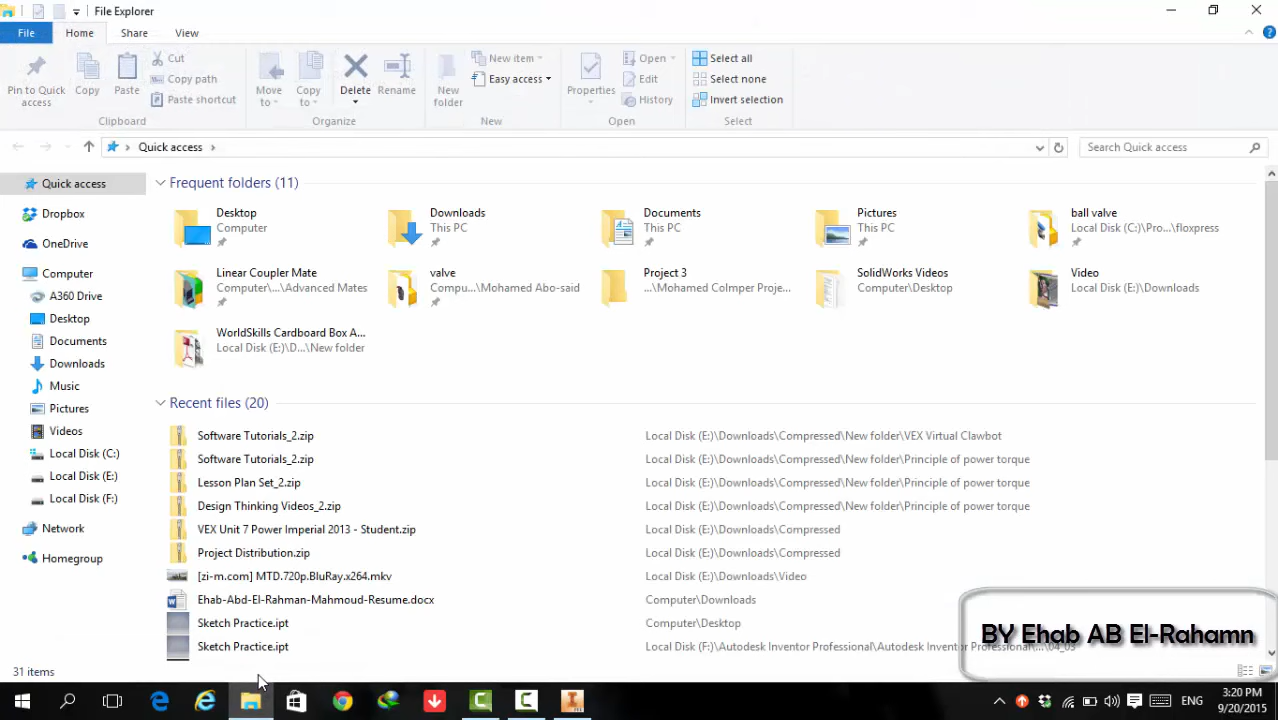 File Explorer
File
Home
Share
View
Pin to Quick access
Copy
Paste
Cut
Copy path
Paste shortcut
Clipboard
Move to
Copy to
Delete
Rename
Organize
New folder
New item
Easy access
New
Properties
Open
Edit
History
Open
Select all
Select none
Invert selection
Select
Quick access
Search Quick access
Quick access
Dropbox
OneDrive
Computer
A360 Drive
Desktop
Documents
Downloads
Music
Pictures
Videos
Local Disk (C:)
Local Disk (E:)
Local Disk (F:)
Network
Homegroup
Frequent folders (11)
Desktop
Computer
Downloads
This PC
Documents
This PC
Pictures
This PC
ball valve
Local Disk (C:)\Pro...\floxpress
Linear Coupler Mate
Computer\...\Advanced Mates
valve
Compu...\Mohamed Abo-said
Project 3
...\Mohamed Colmper Proje...
SolidWorks Videos
Computer\Desktop
Video
Local Disk (E:)\Downloads
WorldSkills Cardboard Box A...
Local Disk (E:)\D...\New folder
Recent files (20)
Software Tutorials_2.zip Local Disk (E:)\Downloads\Compressed\New folder\VEX Virtual Clawbot
Software Tutorials_2.zip Local Disk (E:)\Downloads\Compressed\New folder\Principle of power torque
Lesson Plan Set_2.zip Local Disk (E:)\Downloads\Compressed\New folder\Principle of power torque
Design Thinking Videos_2.zip Local Disk (E:)\Downloads\Compressed\New folder\Principle of power torque
VEX Unit 7 Power Imperial 2013 - Student.zip Local Disk (E:)\Downloads\Compressed
Project Distribution.zip Local Disk (E:)\Downloads\Compressed
[zi-m.com] MTD.720p.BluRay.x264.mkv Local Disk (E:)\Downloads\Video
Ehab-Abd-El-Rahman-Mahmoud-Resume.docx Computer\Downloads
Sketch Practice.ipt Computer\Desktop
Sketch Practice.ipt Local Disk (F:)\Autodesk Inventor Professional\Autodesk Inventor Professional\...\04_03
BY Ehab AB El-Rahamn
31 items
ENG
3:20 PM
9/20/2015